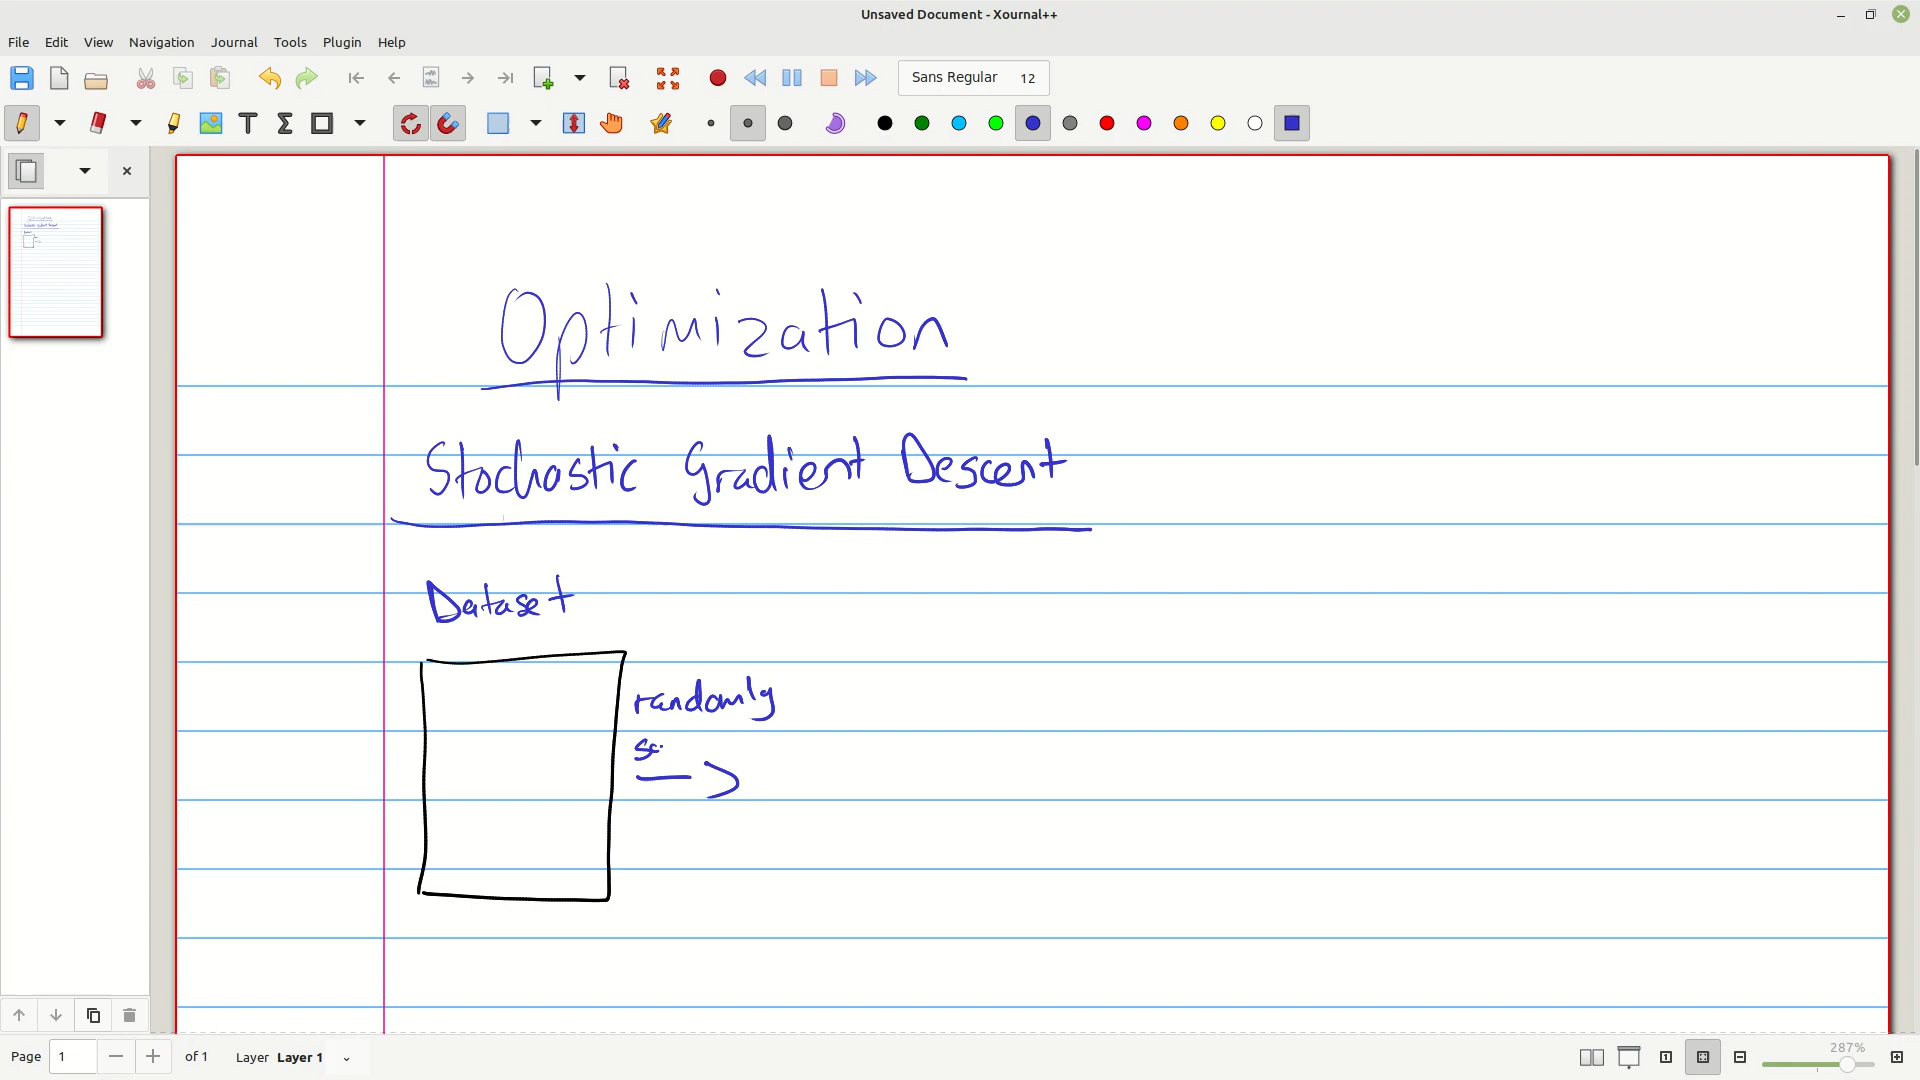 Unsaved Document - Xournal++
File Edit View Navigation Journal Tools Plugin Help
Sans Regular 12
Optimization
Stochastic Gradient Descent
Dataset
randomly
Page 1 of 1 Layer Layer 1
287%